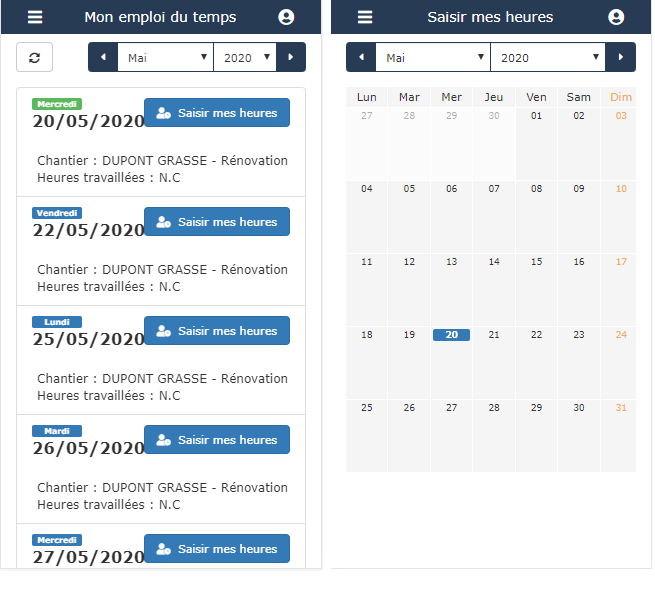 Mon emploi du temps
Mai 2020
Mercredi
20/05/2020 Saisir mes heures
Chantier : DUPONT GRASSE - Rénovation
Heures travaillées : N.C
Vendredi
22/05/2020 Saisir mes heures
Chantier : DUPONT GRASSE - Rénovation
Heures travaillées : N.C
Lundi
25/05/2020 Saisir mes heures
Chantier : DUPONT GRASSE - Rénovation
Heures travaillées : N.C
Mardi
26/05/2020 Saisir mes heures
Chantier : DUPONT GRASSE - Rénovation
Heures travaillées : N.C
Mercredi
27/05/2020 Saisir mes heures
Saisir mes heures
Mai 2020
Lun Mar Mer Jeu Ven Sam Dim
27 28 29 30 01 02 03
04 05 06 07 08 09 10
11 12 13 14 15 16 17
18 19 20 21 22 23 24
25 26 27 28 29 30 31